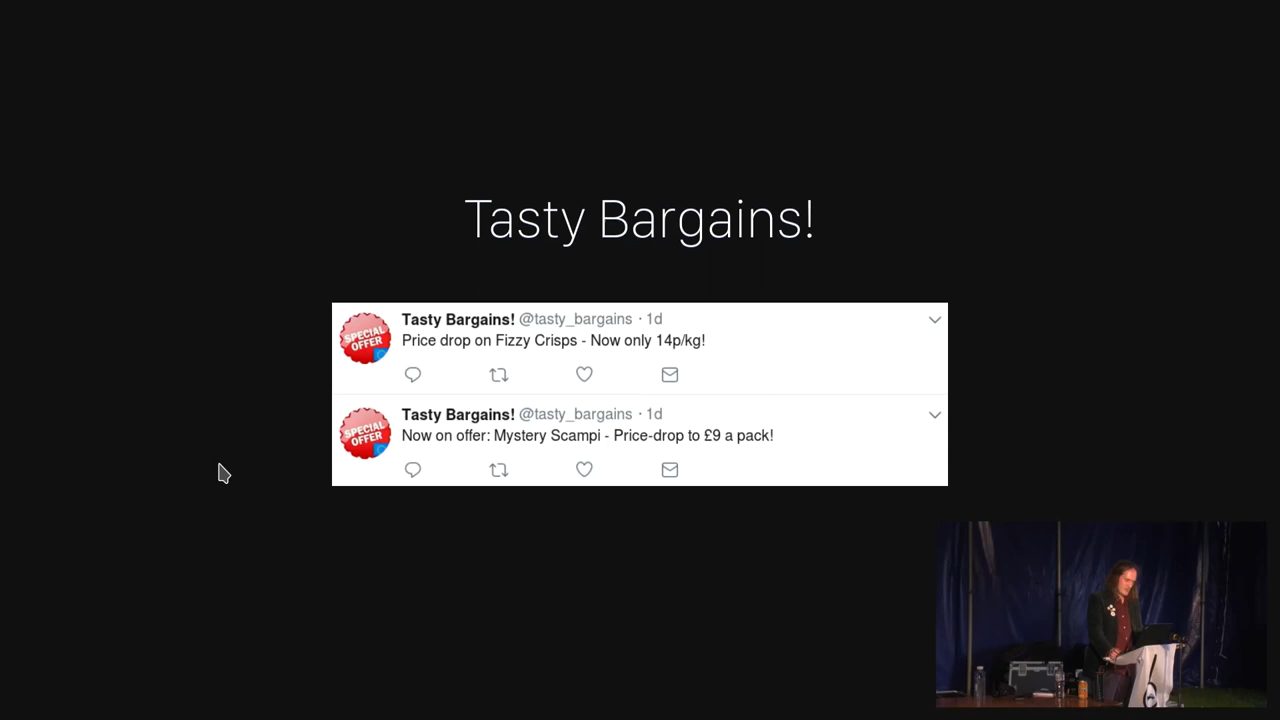 Tasty Bargains!
Tasty Bargains! @tasty_bargains · 1d
Price drop on Fizzy Crisps - Now only 14p/kg!
SPECIAL
OFFER
Tasty Bargains! @tasty_bargains · 1d
Now on offer: Mystery Scampi - Price-drop to £9 a pack!
SPECIAL
OFFER